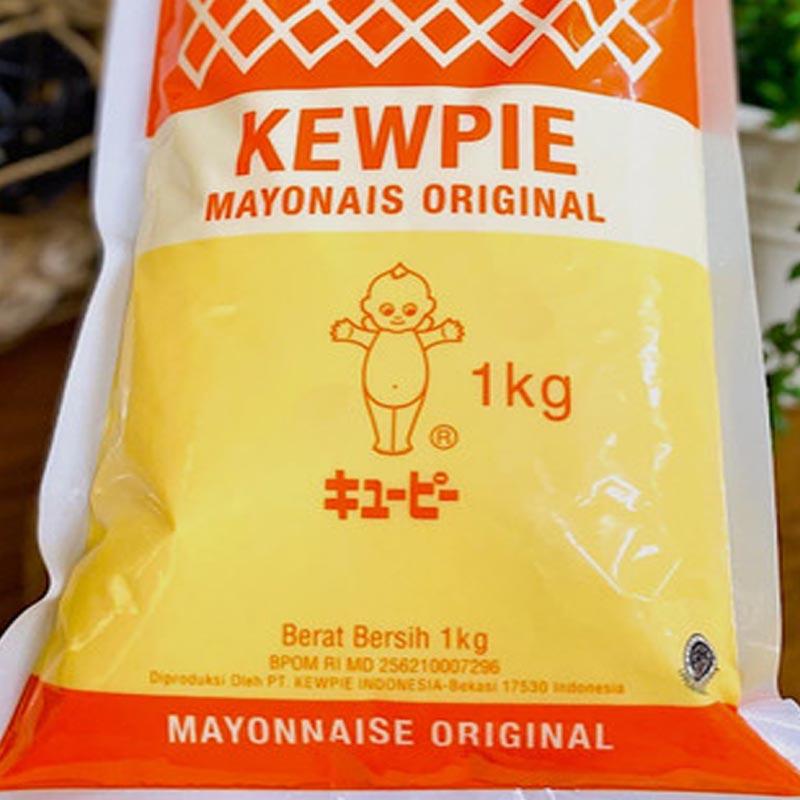 KEWPIE
MAYONAIS ORIGINAL
1kg
®
キューピー
Berat Bersih 1kg
BPOM RI MD 256210007296
Diproduksi Oleh PT. KEWPIE INDONESIA-Bekasi 17530 Indonesia
MAYONNAISE ORIGINAL